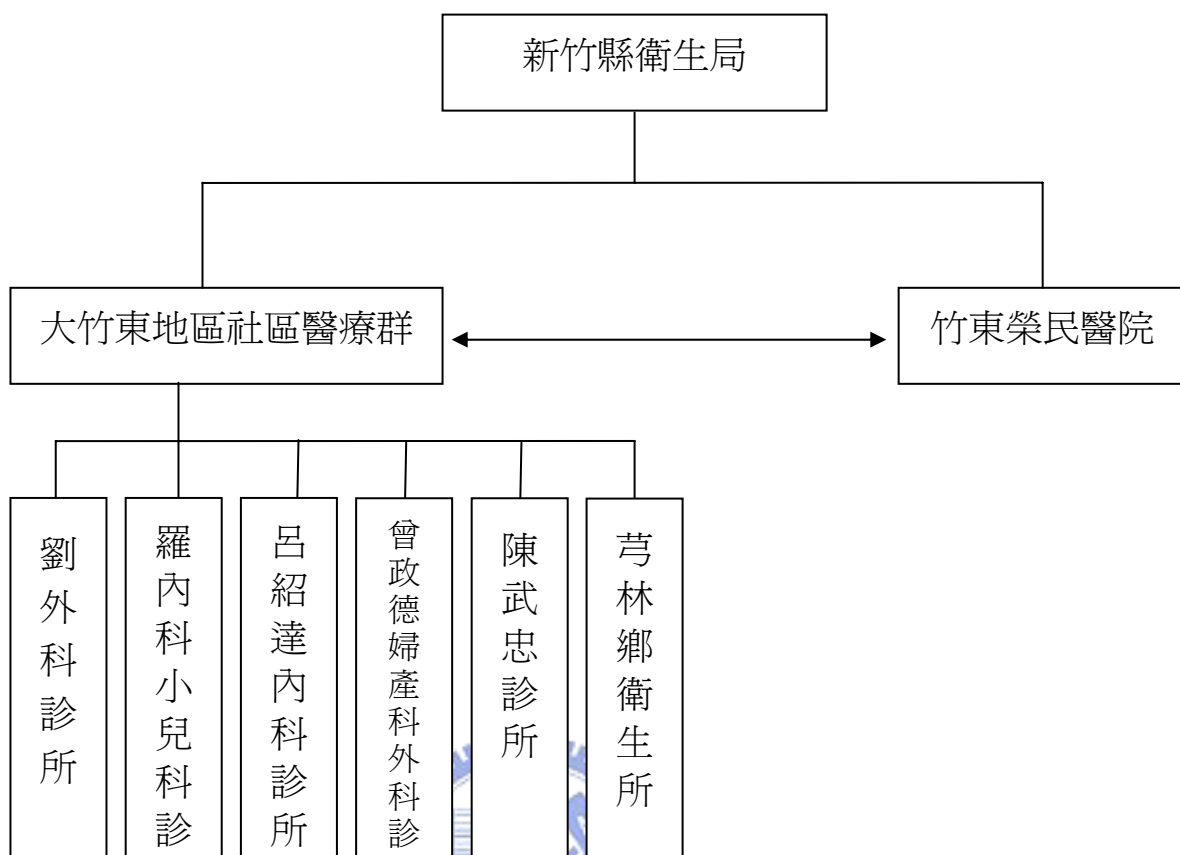 新竹縣衛生局
大竹東地區社區醫療群
竹東榮民醫院
劉外科診所
羅內科小兒科診
呂紹達內科診所
曾政德婦產科外科診
陳武忠診所
芎林鄉衛生所